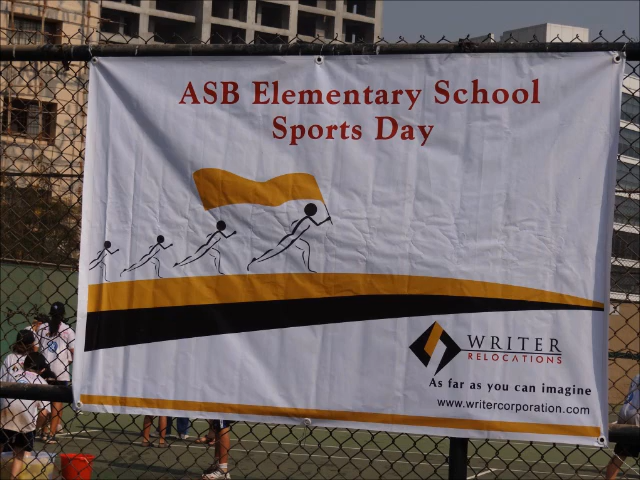 ASB Elementary School
Sports Day
WRITER
RELOCATIONS
As far as you can imagine
www.writercorporation.com